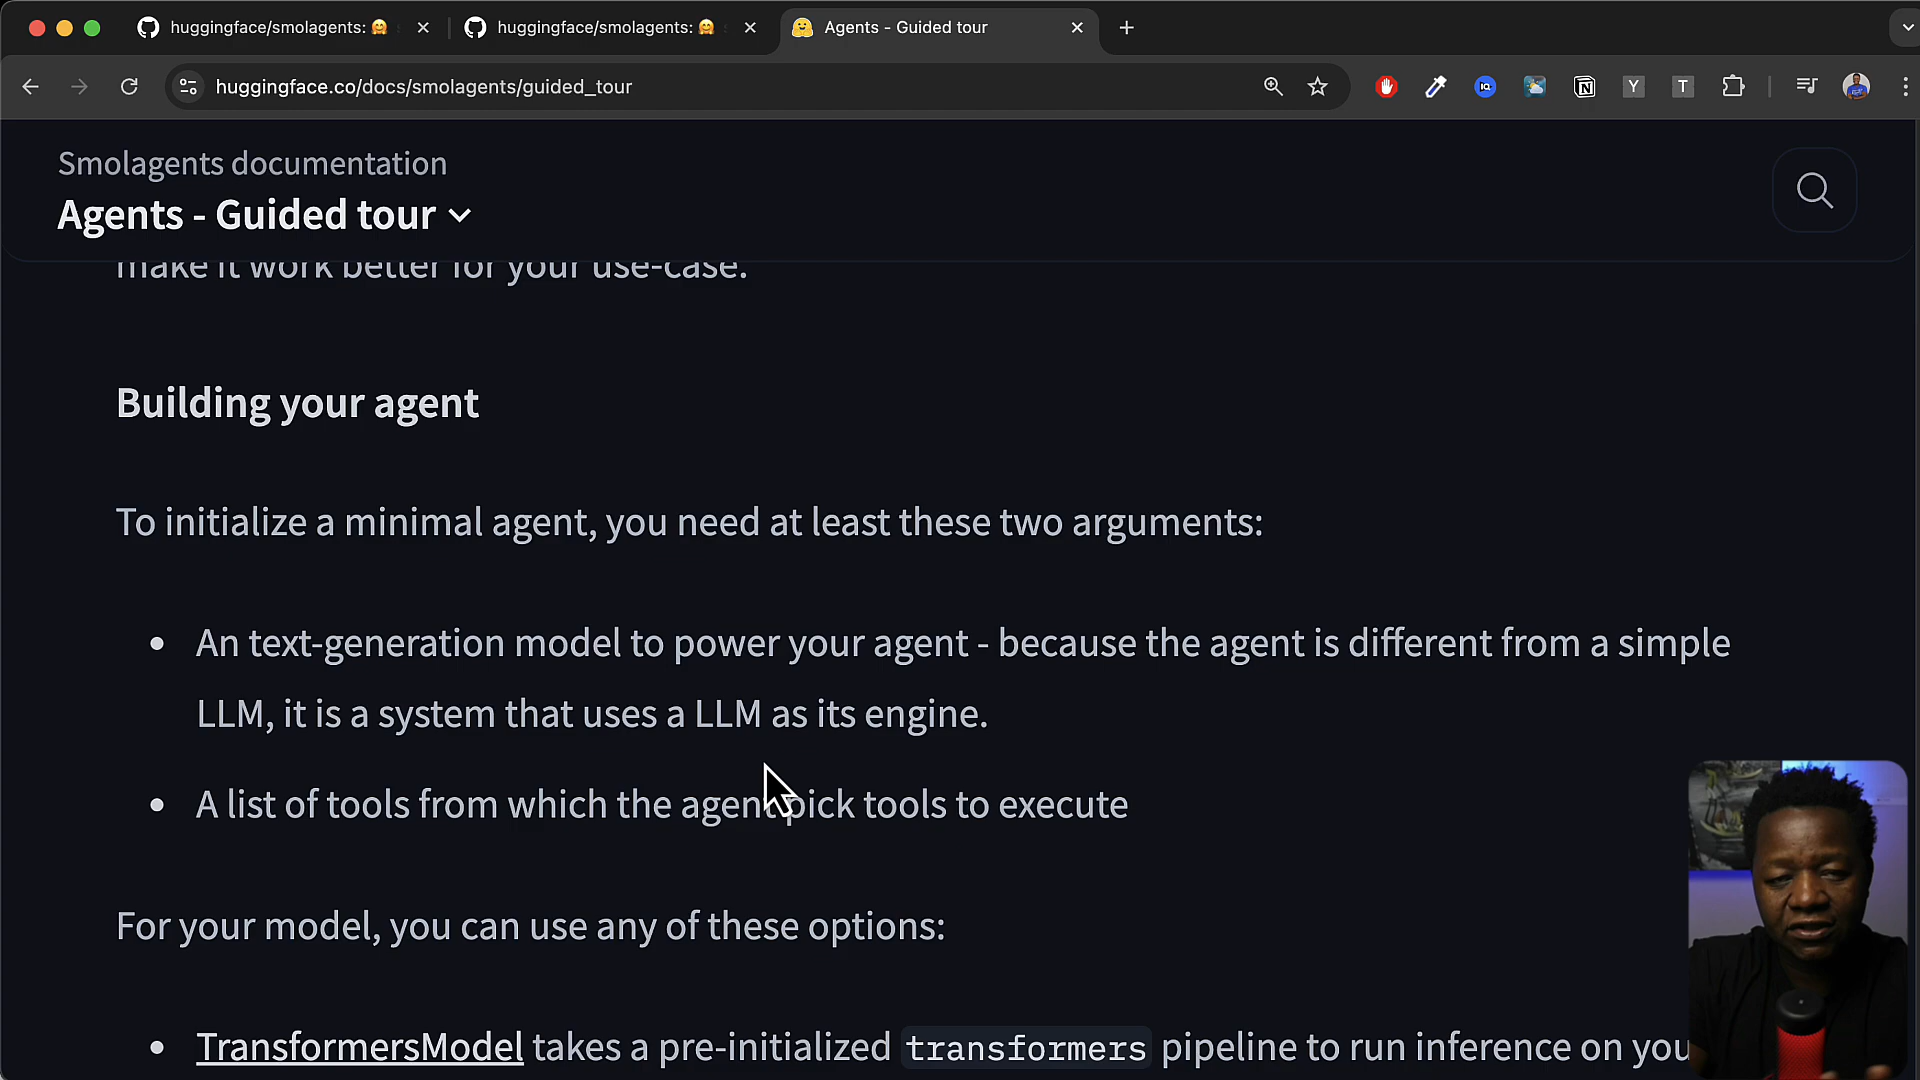 huggingface/smolagents: 🤗
huggingface/smolagents: 🤗
Agents - Guided tour
huggingface.co/docs/smolagents/guided_tour
IQ
N
Y
T
Smolagents documentation
Agents - Guided tour
make it work better for your use-case.
Building your agent
To initialize a minimal agent, you need at least these two arguments:
• An text-generation model to power your agent - because the agent is different from a simple
LLM, it is a system that uses a LLM as its engine.
• A list of tools from which the agent pick tools to execute
For your model, you can use any of these options:
• TransformersModel takes a pre-initialized transformers pipeline to run inference on you